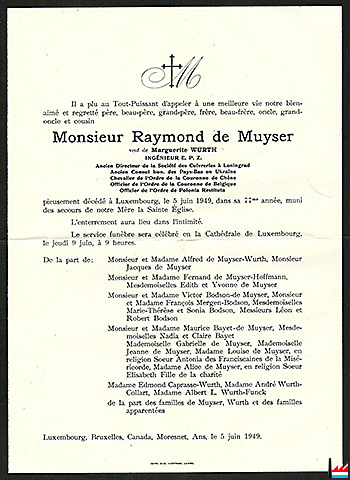 M
Il a plu au Tout-Puissant d'appeler à une meilleure vie notre bien-
aimé et regretté père, beau-père, grand-père, frère, beau-frère, oncle, grand-
oncle et cousin
Monsieur Raymond de Muyser
veuf de Marguerite WURTH
INGÉNIEUR E. P. Z.
Ancien Directeur de la Société des Cuivreries à Leningrad
Ancien Consul hon. des Pays-Bas en Ukraine
Chevalier de l'Ordre de la Couronne de Chêne
Officier de l'Ordre de la Couronne de Belgique
Officier de l'Ordre de Polonia Restituta
pieusement décédé à Luxembourg, le 5 juin 1949, dans sa 77me année, muni
des secours de notre Mère la Sainte Église.
L'enterrement aura lieu dans l'intimité.
Le service funèbre sera célébré en la Cathédrale de Luxembourg,
le jeudi 9 juin, à 9 heures.
De la part de: Monsieur et Madame Alfred de Muyser-Wurth, Monsieur
Jacques de Muyser
Monsieur et Madame Fernand de Muyser-Hoffmann,
Mesdemoiselles Edith et Yvonne de Muyser
Monsieur et Madame Victor Bodson-de Muyser, Monsieur
et Madame François Mergen-Bodson, Mesdemoiselles
Marie-Thérèse et Sonia Bodson, Messieurs Léon et
Robert Bodson
Monsieur et Madame Maurice Bayet-de Muyser, Mesde-
moiselles Nadia et Claire Bayet
Mademoiselle Gabrielle de Muyser, Mademoiselle
Jeanne de Muyser, Madame Louise de Muyser, en
religion Soeur Antonia des Franciscaines de la Misé-
ricorde, Madame Alice de Muyser, en religion Soeur
Elisabeth Fille de la charité
Madame Edmond Caprasse-Wurth, Madame André Wurth-
Collart, Madame Albert L. Wurth-Funck
de la part des familles de Muyser, Wurth et des familles
apparentées
Luxembourg, Bruxelles, Canada, Moresnet, Ans, le 5 juin 1949.